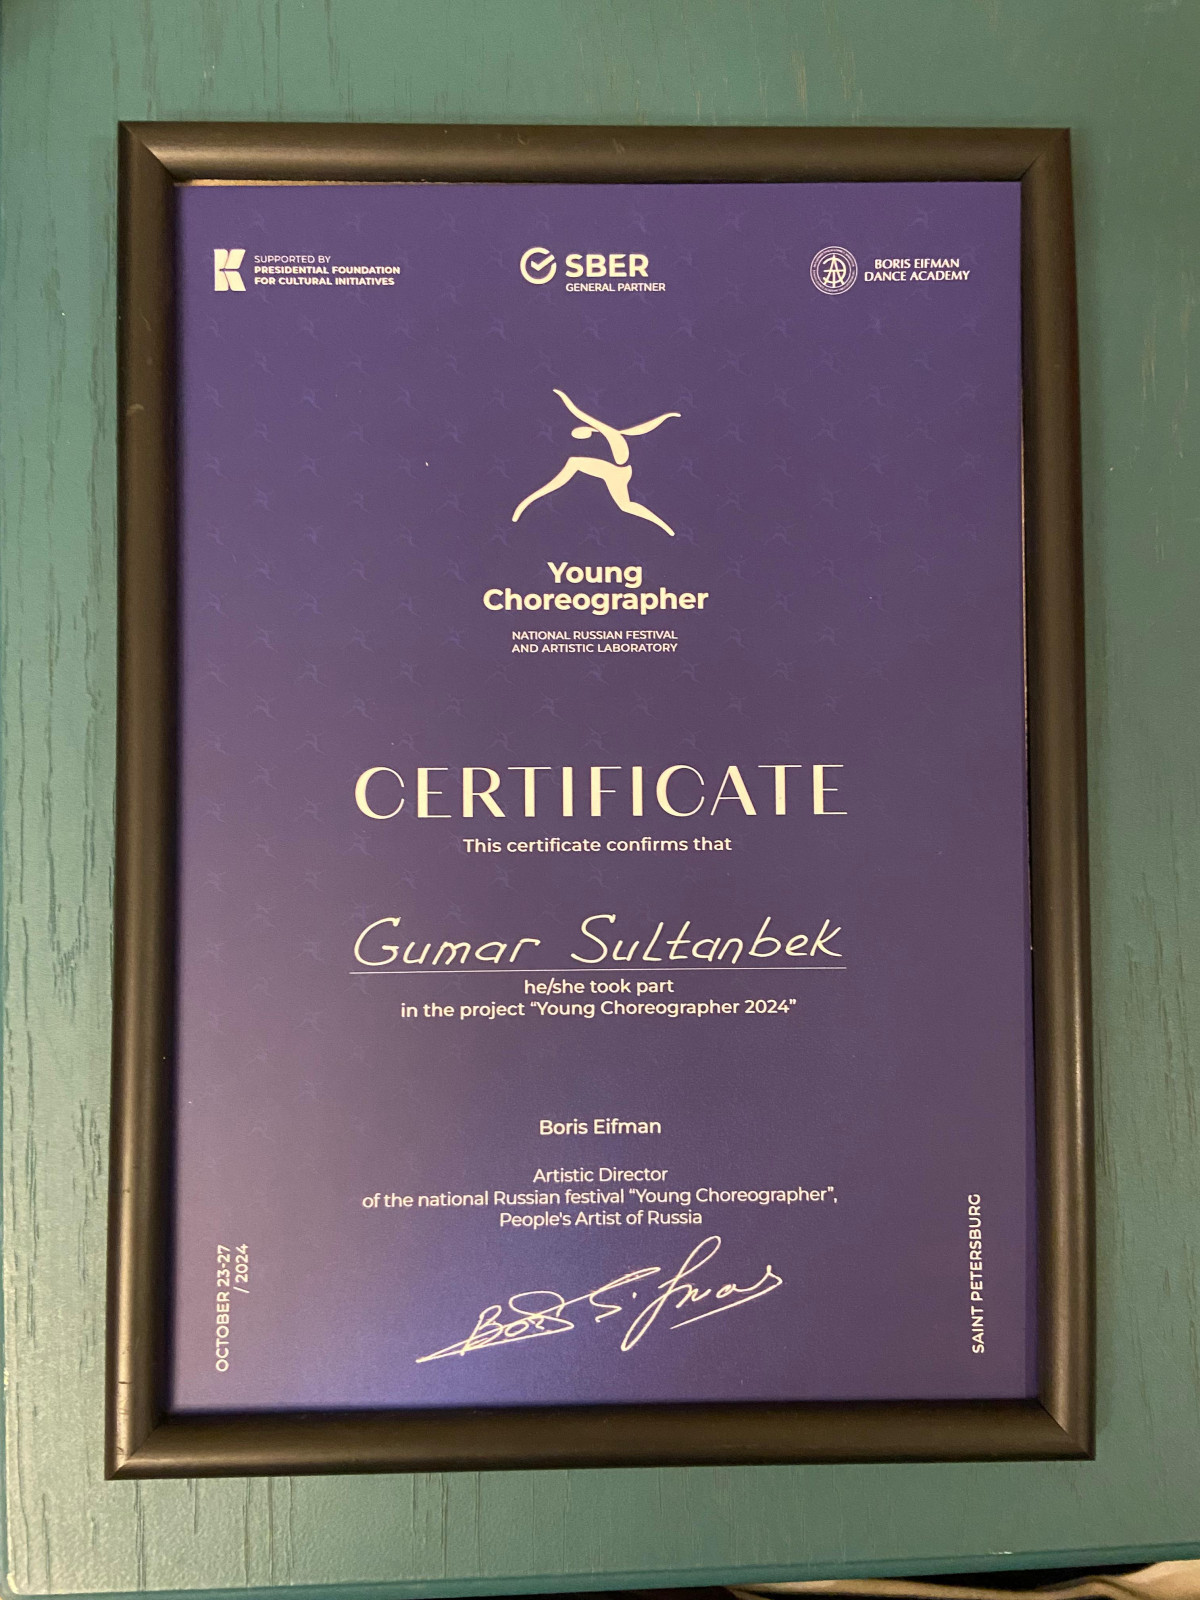 SUPPORTED BY
PRESIDENTIAL FOUNDATION
FOR CULTURAL INITIATIVES
SBER
GENERAL PARTNER
BORIS EIFMAN
DANCE ACADEMY
Young
Choreographer
NATIONAL RUSSIAN FESTIVAL
AND ARTISTIC LABORATORY
CERTIFICATE
This certificate confirms that
Gumar Sultanbek
he/she took part
in the project “Young Choreographer 2024”
Boris Eifman
Artistic Director
of the national Russian festival “Young Choreographer”,
People's Artist of Russia
OCTOBER 23-27
/ 2024
SAINT PETERSBURG